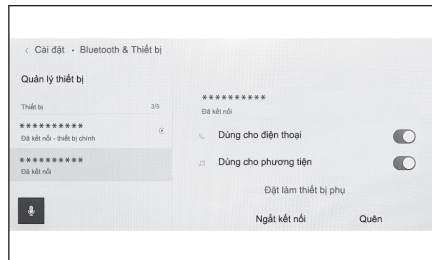 ‹ Cài đặt • Bluetooth & Thiết bị
Quản lý thiết bị
Thiết bị 3/5
**********
Đã kết nối - thiết bị chính
**********
Đã kết nối
**********
Đã kết nối
Dùng cho điện thoại
Dùng cho phương tiện
Đặt làm thiết bị phụ
Ngắt kết nối Quên